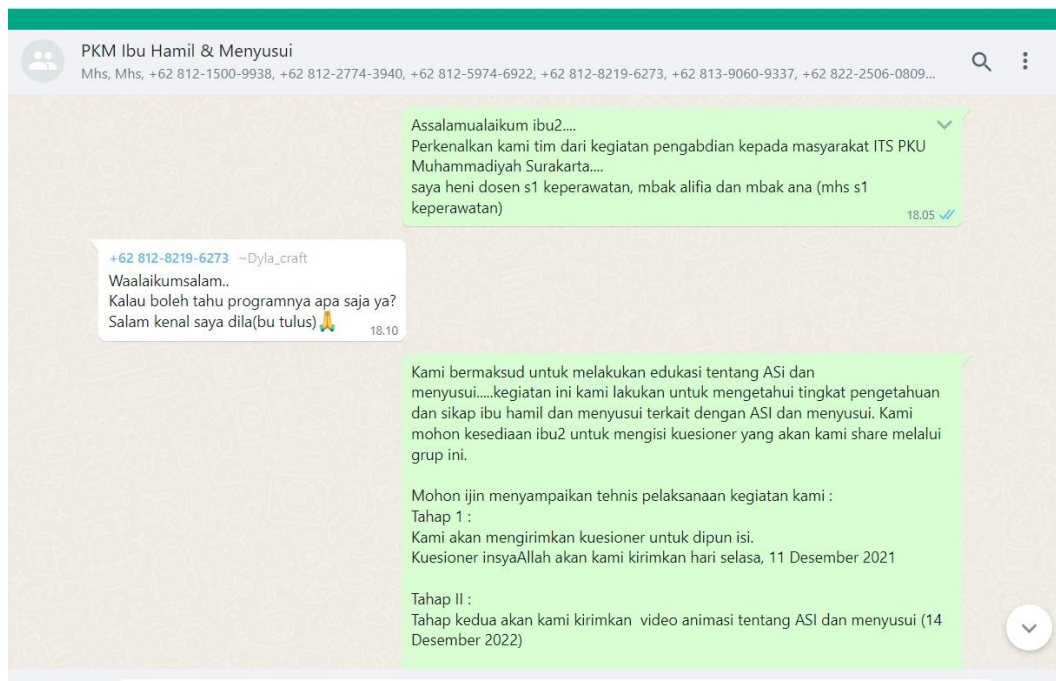 PKM Ibu Hamil & Menyusui
Mhs, Mhs, +62 812-1500-9938, +62 812-2774-3940, +62 812-5974-6922, +62 812-8219-6273, +62 813-9060-9337, +62 822-2506-0809...
Assalamualaikum ibu2....
Perkenalkan kami tim dari kegiatan pengabdian kepada masyarakat ITS PKU
Muhammadiyah Surakarta....
saya heni dosen s1 keperawatan, mbak alifia dan mbak ana (mhs s1
keperawatan)
18.05
+62 812-8219-6273 ~Dyla_craft
Waalaikumsalam..
Kalau boleh tahu programnya apa saja ya?
Salam kenal saya dila(bu tulus)🙏
18.10
Kami bermaksud untuk melakukan edukasi tentang ASi dan
menyusui.....kegiatan ini kami lakukan untuk mengetahui tingkat pengetahuan
dan sikap ibu hamil dan menyusui terkait dengan ASI dan menyusui. Kami
mohon kesediaan ibu2 untuk mengisi kuesioner yang akan kami share melalui
grup ini.
Mohon ijin menyampaikan tehnis pelaksanaan kegiatan kami :
Tahap 1 :
Kami akan mengirimkan kuesioner untuk dipun isi.
Kuesioner insyaAllah akan kami kirimkan hari selasa, 11 Desember 2021
Tahap II :
Tahap kedua akan kami kirimkan  video animasi tentang ASI dan menyusui (14
Desember 2022)